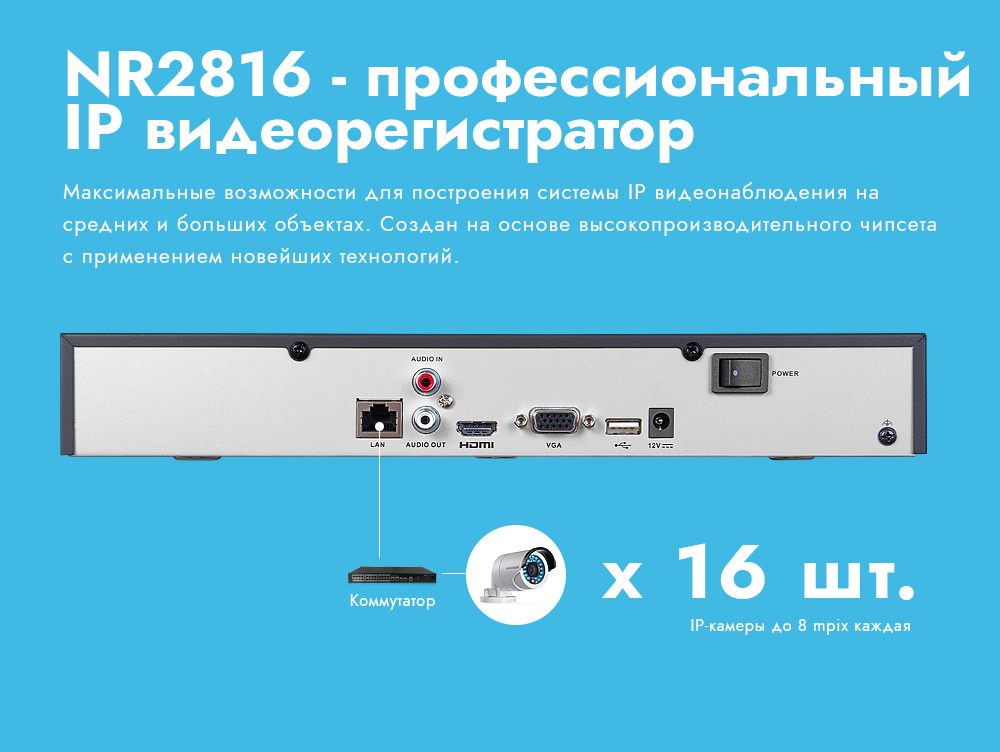 NR2816 - профессиональный
IP видеорегистратор
Максимальные возможности для построения системы IP видеонаблюдения на
средних и больших объектах. Создан на основе высокопроизводительного чипсета
с применением новейших технологий.
AUDIO IN
POWER
LAN
AUDIO OUT
HDMI
VGA
12V
Коммутатор
x 16 шт.
IP-камеры до 8 mpix каждая